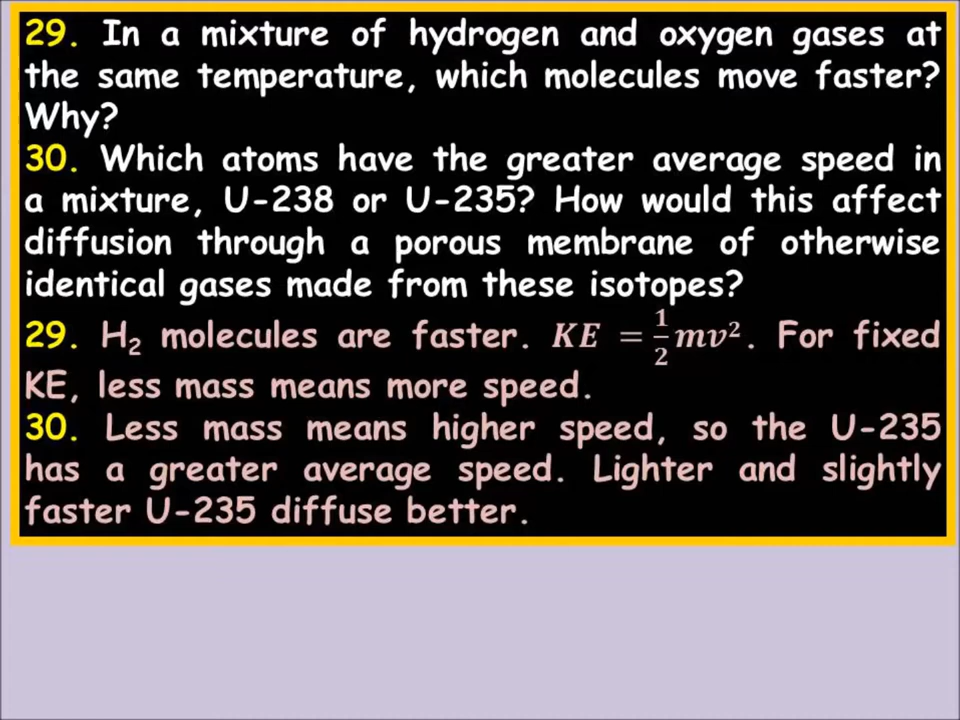 29. In a mixture of hydrogen and oxygen gases at
the same temperature, which molecules move faster?
Why?
30. Which atoms have the greater average speed in
a mixture, U-238 or U-235? How would this affect
diffusion through a porous membrane of otherwise
identical gases made from these isotopes?
29. H₂ molecules are faster. KE = ½mv². For fixed
KE, less mass means more speed.
30. Less mass means higher speed, so the U-235
has a greater average speed. Lighter and slightly
faster U-235 diffuse better.